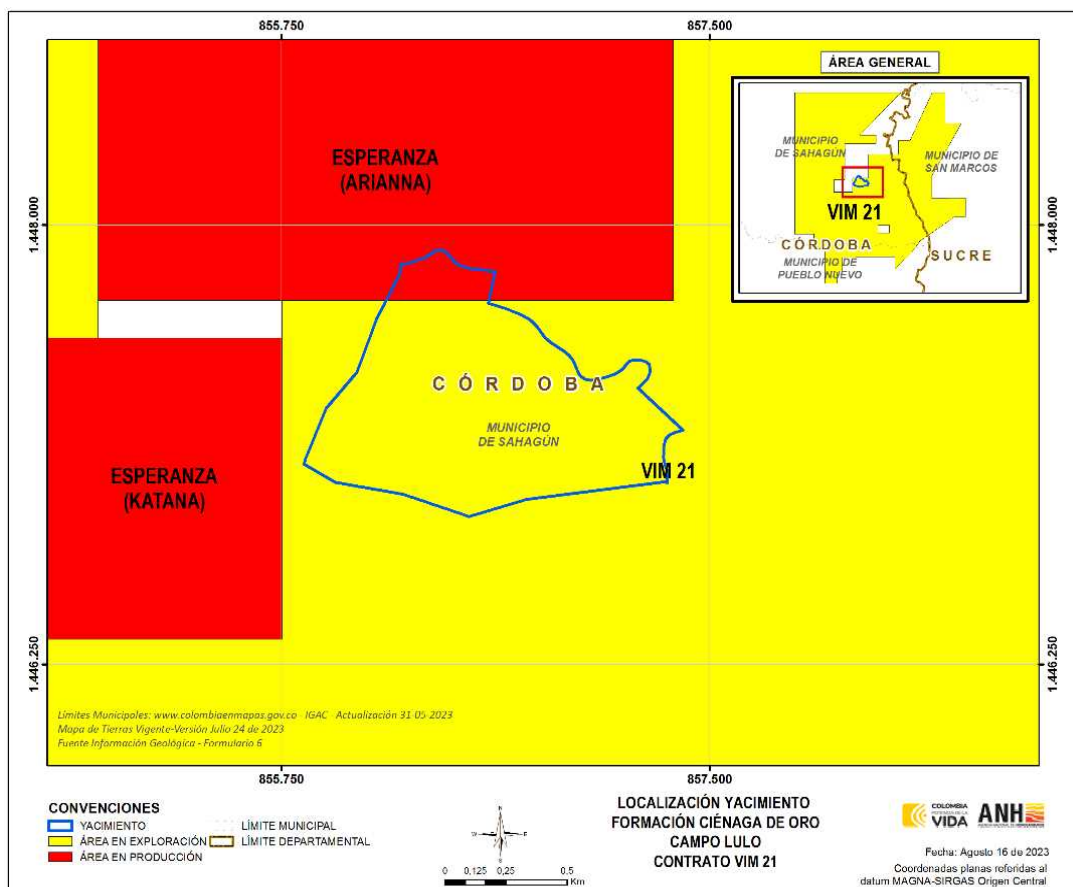 855.750
857.500
ÁREA GENERAL
MUNICIPIO
DE SAHAGÚN
MUNICIPIO DE
SAN MARCOS
VIM 21
CÓRDOBA
SUCRE
MUNICIPIO DE
PUEBLO NUEVO
ESPERANZA
(ARIANNA)
1.448.000
1.448.000
CÓRDOBA
MUNICIPIO
DE SAHAGÚN
VIM 21
ESPERANZA
(KATANA)
1.446.250
1.446.250
Límites Municipales: www.colombiaenmapas.gov.co - IGAC - Actualización 31-05-2023
Mapa de Tierras Vigente-Versión Julio 24 de 2023
Fuente Información Geológica - Formulario 6
855.750
857.500
CONVENCIONES
YACIMIENTO
ÁREA EN EXPLORACIÓN
ÁREA EN PRODUCCIÓN
LÍMITE MUNICIPAL
LÍMITE DEPARTAMENTAL
0 0,125 0,25 0.5
Km
LOCALIZACIÓN YACIMIENTO
FORMACIÓN CIÉNAGA DE ORO
CAMPO LULO
CONTRATO VIM 21
COLOMBIA
VIDA
ANH
Fecha: Agosto 16 de 2023
Coordenadas planas referidas al
datum MAGNA-SIRGAS Origen Central